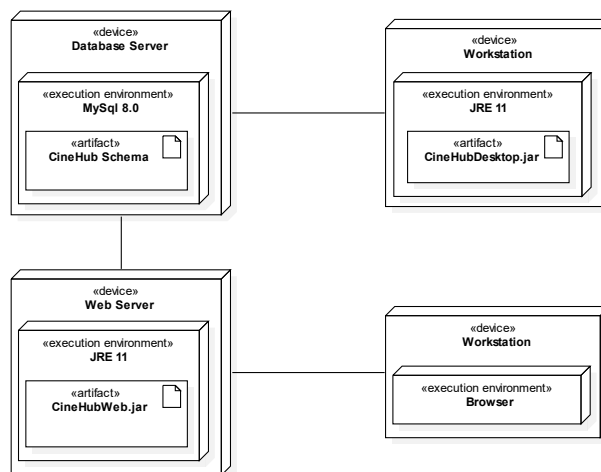 «device»
Database Server
«execution environment»
MySql 8.0
«artifact»
CineHub Schema
«device»
Workstation
«execution environment»
JRE 11
«artifact»
CineHubDesktop.jar
«device»
Web Server
«execution environment»
JRE 11
«artifact»
CineHubWeb.jar
«device»
Workstation
«execution environment»
Browser